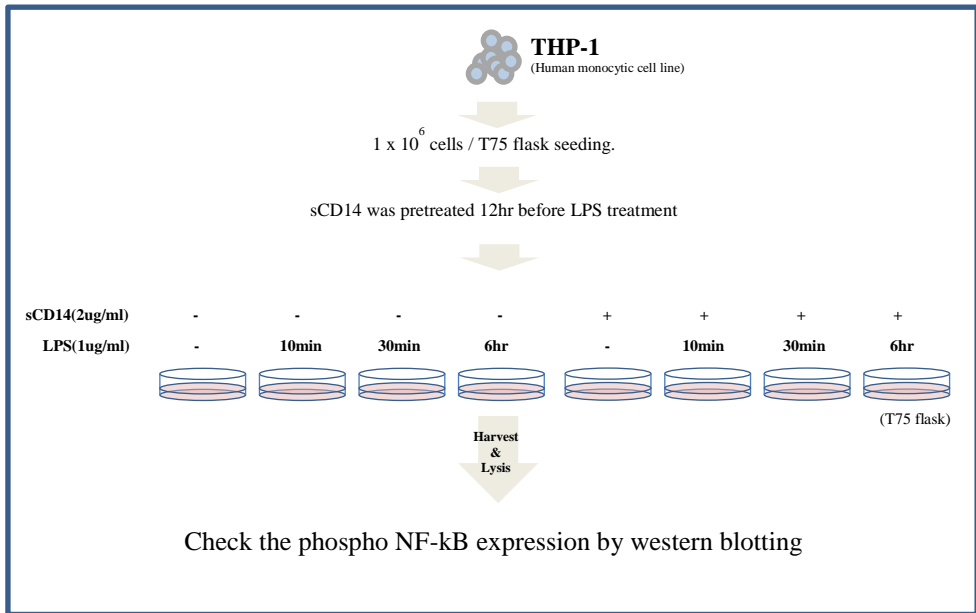 THP-1
(Human monocytic cell line)
1 x 10⁶ cells / T75 flask seeding.
sCD14 was pretreated 12hr before LPS treatment
sCD14(2ug/ml) - - - - + + + +
LPS(1ug/ml) - 10min 30min 6hr - 10min 30min 6hr
(T75 flask)
Harvest
&
Lysis
Check the phospho NF-kB expression by western blotting